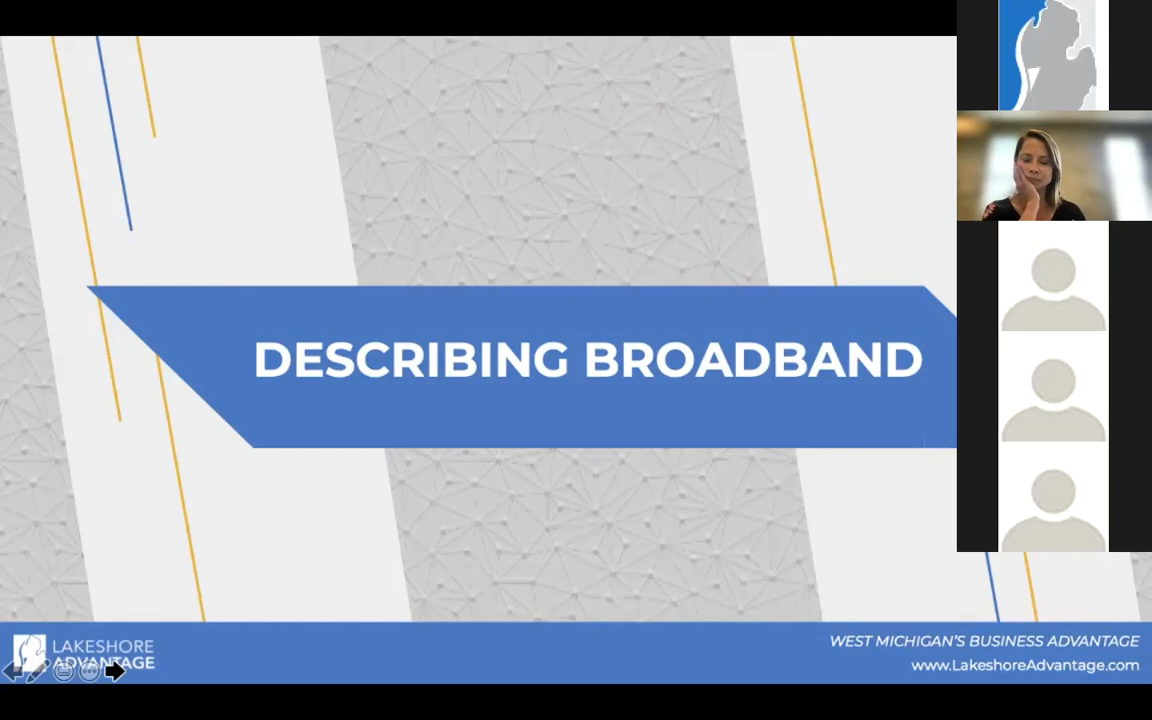 DESCRIBING BROADBAND
LAKESHORE
ADVANTAGE
WEST MICHIGAN'S BUSINESS ADVANTAGE
www.LakeshoreAdvantage.com